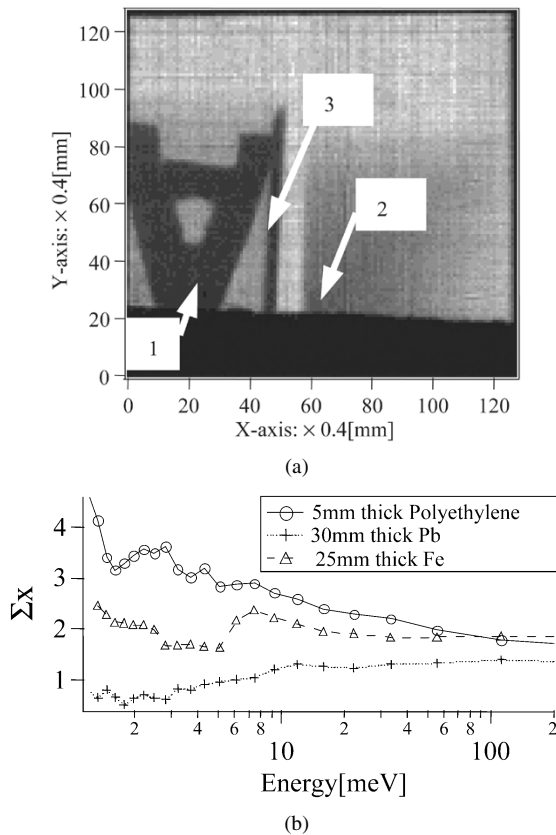 120
100
80
60
40
20
0
Y-axis: × 0.4[mm]
3
2
1
0 20 40 60 80 100 120
X-axis: × 0.4[mm]
(a)
5mm thick Polyethylene
30mm thick Pb
25mm thick Fe
4
3
2
1
Σx
2 4 6 8 10 2 4 6 8 100 2
Energy[meV]
(b)